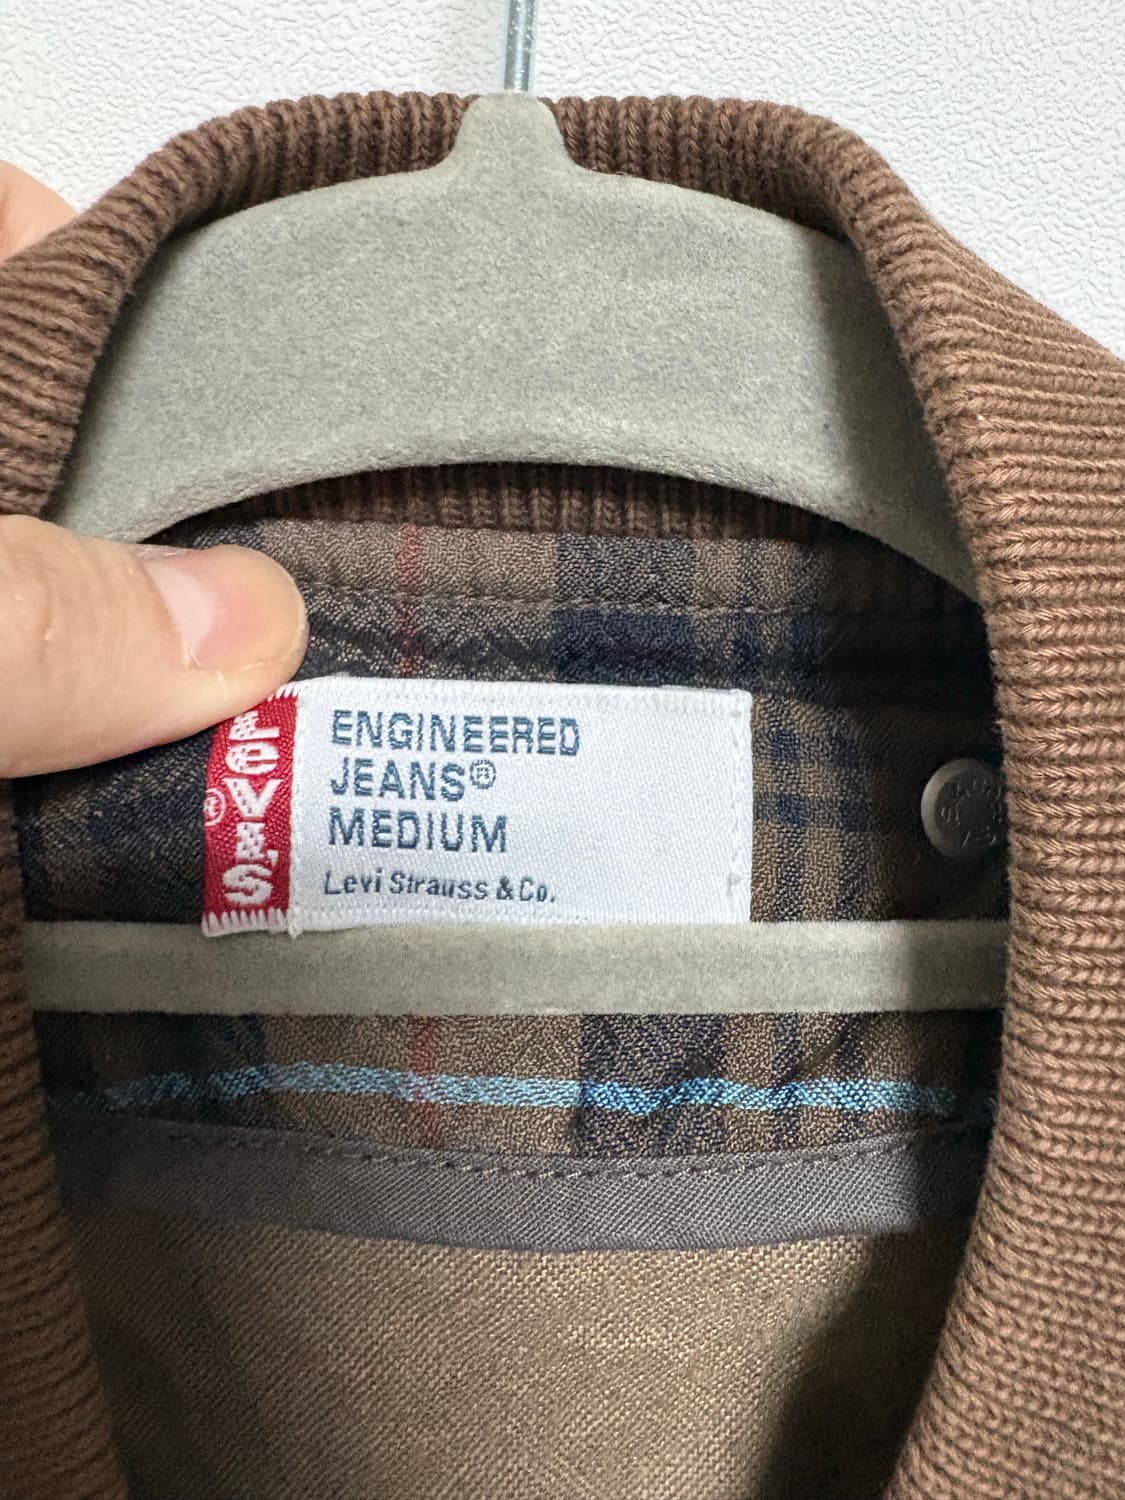 LEVI'S
®
ENGINEERED
JEANS®
MEDIUM
Levi Strauss & Co.